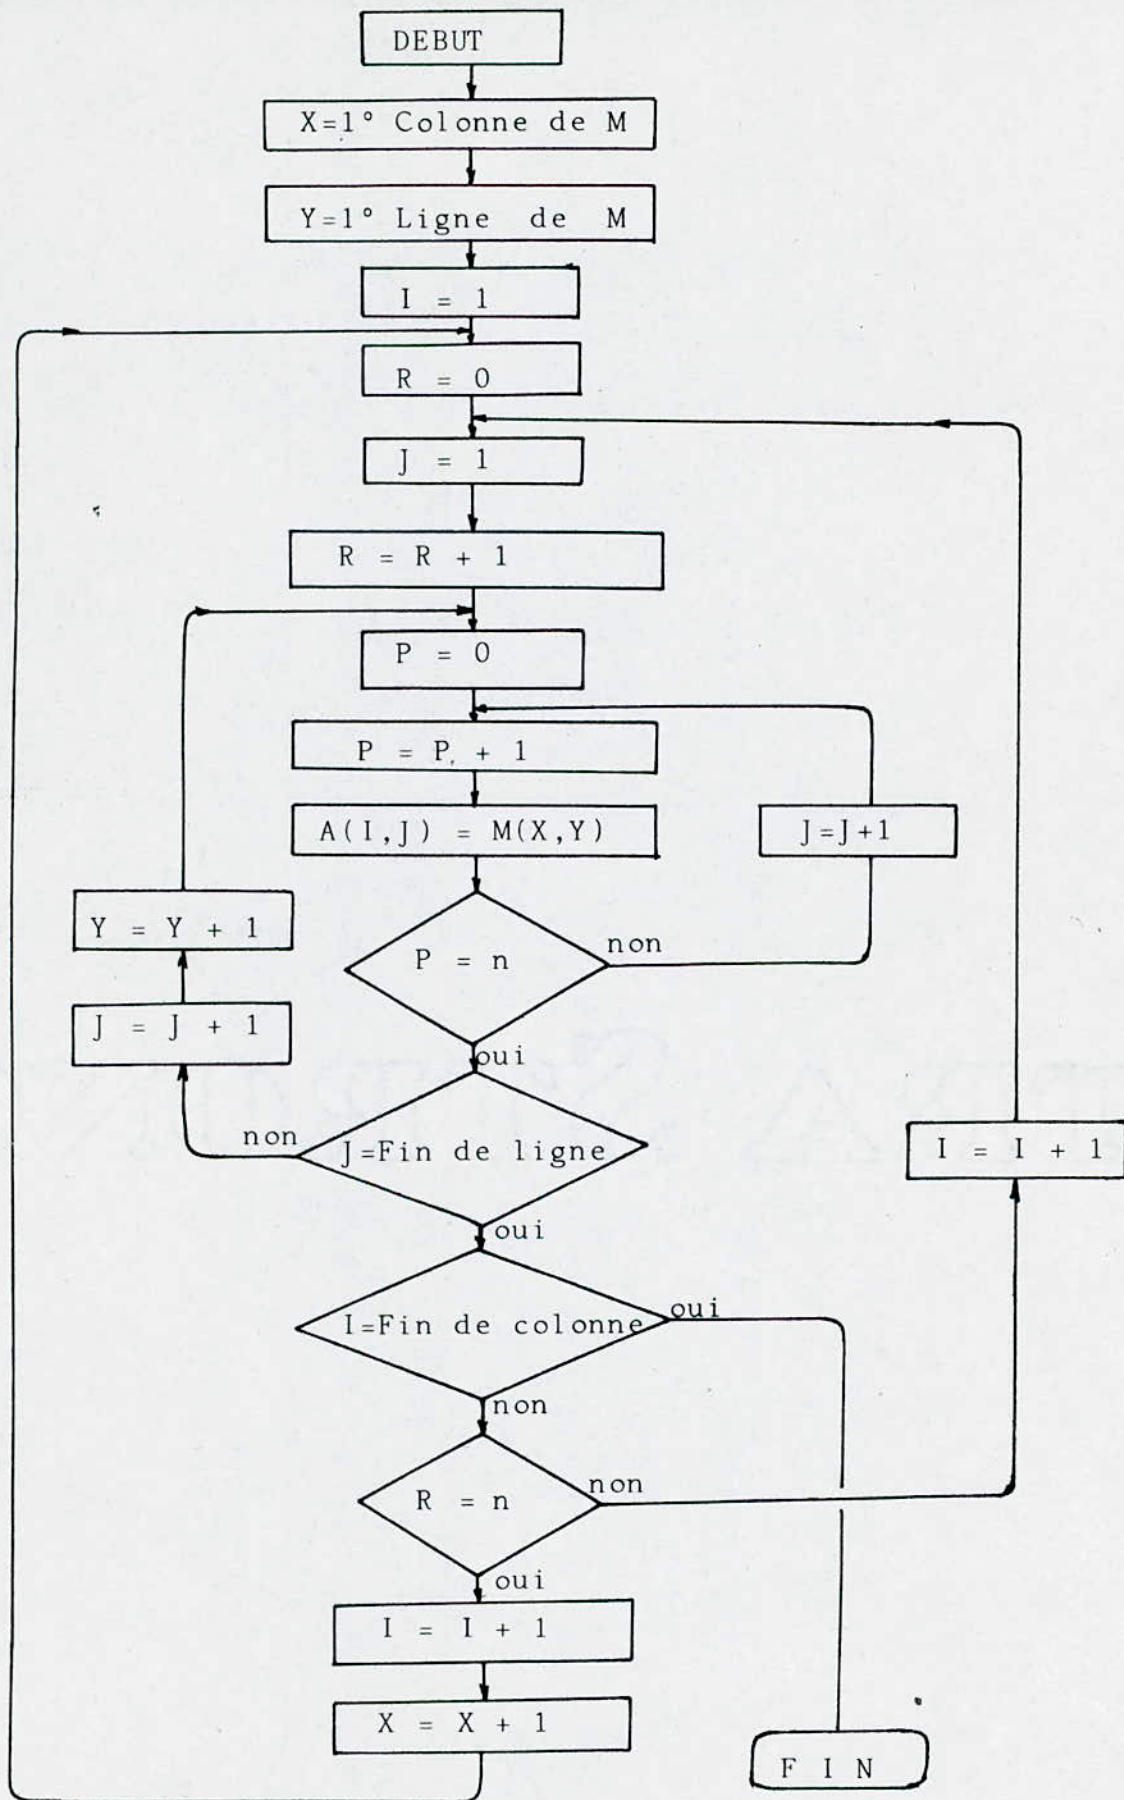 DEBUT
X=1° Colonne de M
Y=1° Ligne de M
I = 1
R = 0
J = 1
R = R + 1
P = 0
P = P + 1
A(I,J) = M(X,Y)
J=J+1
Y = Y + 1
P = n
non
J = J + 1
oui
non
J=Fin de ligne
I = I + 1
oui
I=Fin de colonne
oui
non
R = n
non
oui
I = I + 1
X = X + 1
F I N